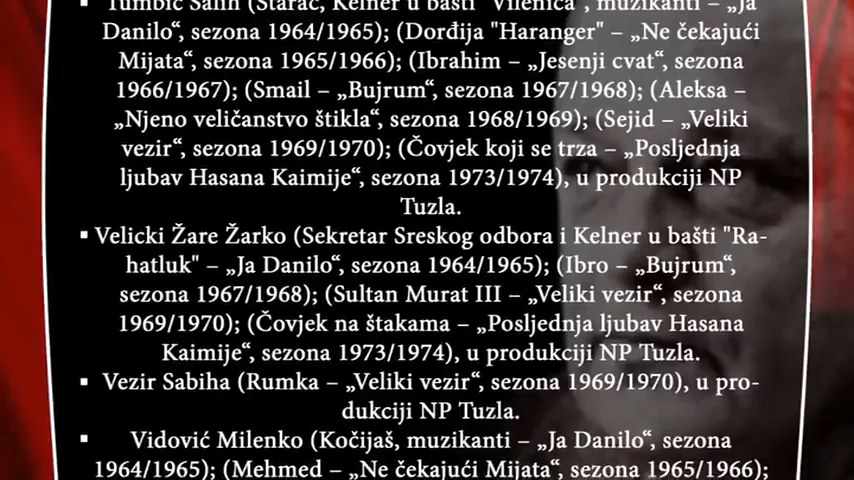 ▪ Tumbić Salih (Starac, Kelner u bašti "Vilenica", muzikanti – „Ja
Danilo“, sezona 1964/1965); (Dorđija "Haranger" – „Ne čekajući
Mijata“, sezona 1965/1966); (Ibrahim – „Jesenji cvat“, sezona
1966/1967); (Smail – „Bujrum“, sezona 1967/1968); (Aleksa –
„Njeno veličanstvo štikla“, sezona 1968/1969); (Sejid – „Veliki
vezir“, sezona 1969/1970); (Čovjek koji se trza – „Posljednja
ljubav Hasana Kaimije“, sezona 1973/1974), u produkciji NP
Tuzla.
▪ Velicki Žare Žarko (Sekretar Sreskog odbora i Kelner u bašti "Ra-
hatluk" – „Ja Danilo“, sezona 1964/1965); (Ibro – „Bujrum“,
sezona 1967/1968); (Sultan Murat III – „Veliki vezir“, sezona
1969/1970); (Čovjek na štakama – „Posljednja ljubav Hasana
Kaimije“, sezona 1973/1974), u produkciji NP Tuzla.
▪ Vezir Sabiha (Rumka – „Veliki vezir“, sezona 1969/1970), u pro-
dukciji NP Tuzla.
▪ Vidović Milenko (Kočijaš, muzikanti – „Ja Danilo“, sezona
1964/1965); (Mehmed – „Ne čekajući Mijata“, sezona 1965/1966);